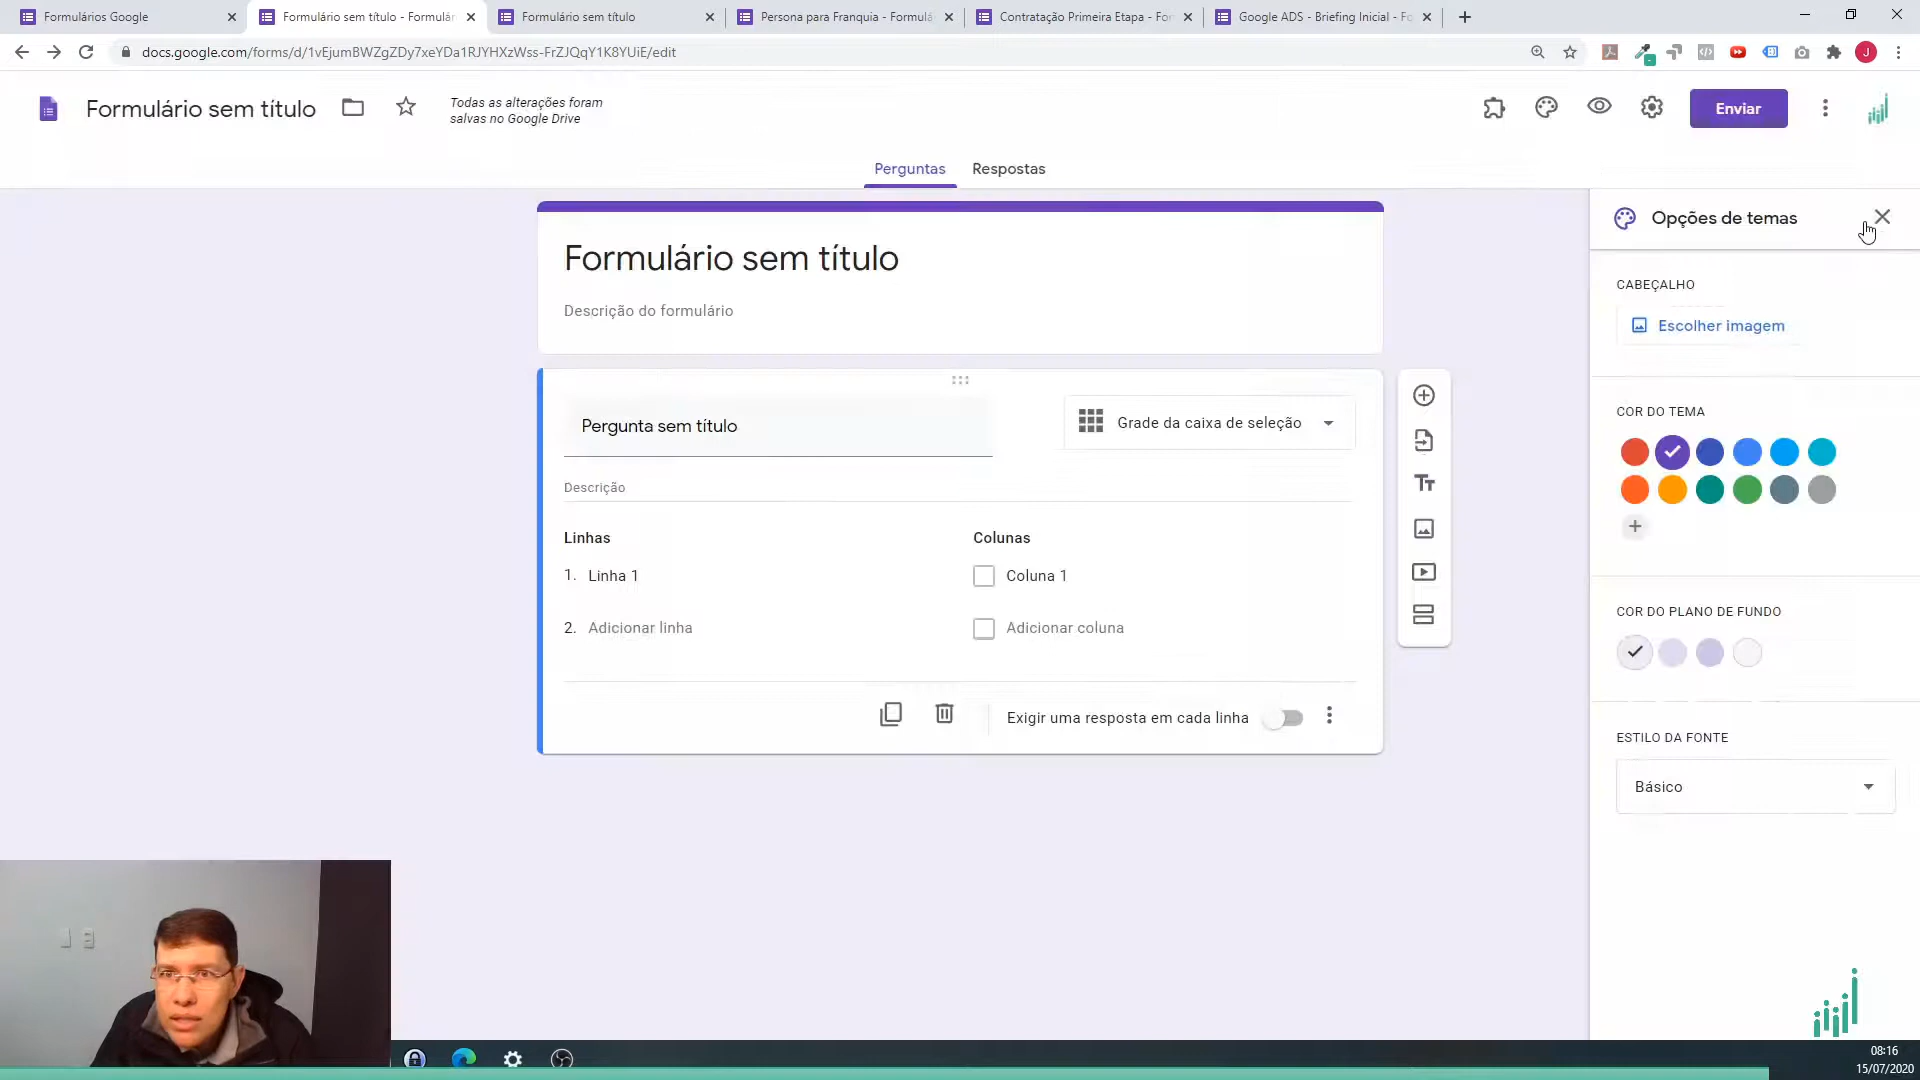 Formulários Google
Formulário sem título - Formulár
Formulário sem título
Persona para Franquia - Formulá
Contratação Primeira Etapa - For
Google ADS - Briefing Inicial - Fo
docs.google.com/forms/d/1vEjumBWZgZDy7xeYDa1RJYHXzWss-FrZJQqY1K8YUiE/edit
J
Formulário sem título
Todas as alterações foram
salvas no Google Drive
Enviar
Perguntas
Respostas
Formulário sem título
Descrição do formulário
Pergunta sem título
Grade da caixa de seleção
Descrição
Linhas
Colunas
1. Linha 1
Coluna 1
2. Adicionar linha
Adicionar coluna
Exigir uma resposta em cada linha
Opções de temas
CABEÇALHO
Escolher imagem
COR DO TEMA
COR DO PLANO DE FUNDO
ESTILO DA FONTE
Básico
08:16
15/07/2020